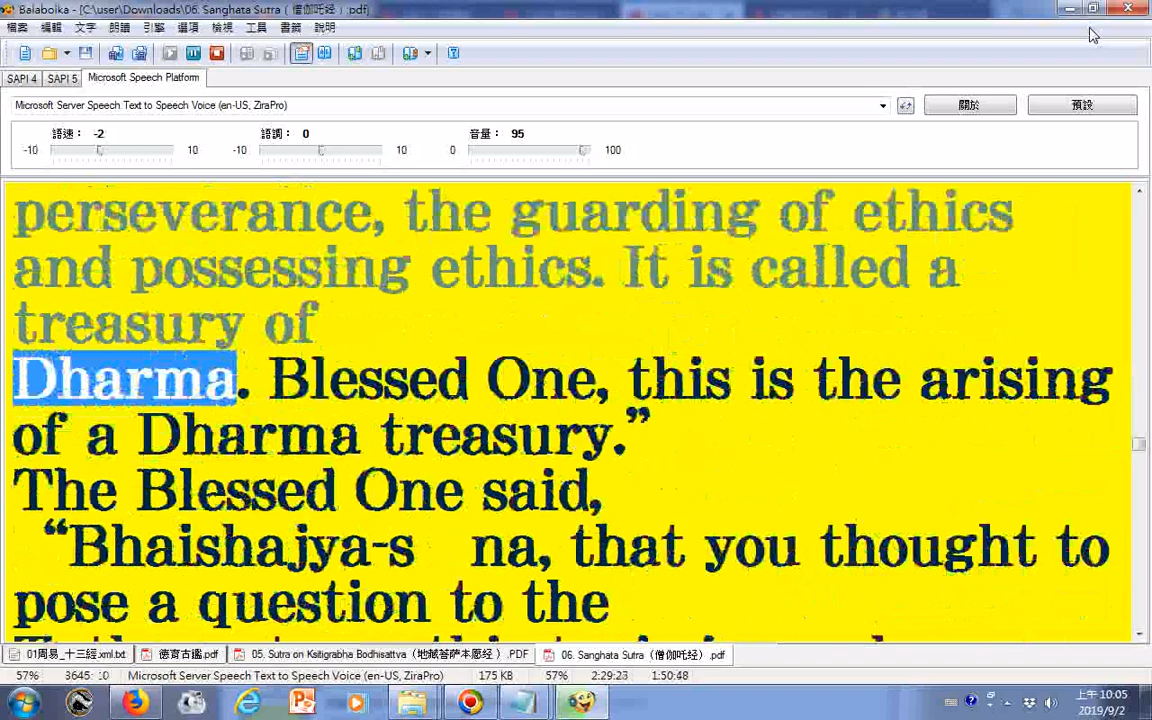 Balabolka - [C:\user\Downloads\06. Sanghata Sutra（僧伽吒经）.pdf]
檔案 編輯 文字 朗讀 引擎 選項 檢視 工具 書籤 說明
SAPI 4 SAPI 5 Microsoft Speech Platform
Microsoft Server Speech Text to Speech Voice (en-US, ZiraPro) 關於 預設
語速： -2 語調： 0 音量： 95
-10 10 -10 10 0 100
perseverance, the guarding of ethics
and possessing ethics. It is called a
treasury of
Dharma. Blessed One, this is the arising
of a Dharma treasury.”
The Blessed One said,
“Bhaishajya-s na, that you thought to
pose a question to the
01周易_十三經.xml.txt 德育古鑑.pdf 05. Sutra on Ksitigrabha Bodhisattva（地藏菩萨本愿经）.PDF 06. Sanghata Sutra（僧伽吒经）.pdf
57% 3645: 10 Microsoft Server Speech Text to Speech Voice (en-US, ZiraPro) 175 KB 57% 2:29:23 1:50:48
上午 10:05
2019/9/2